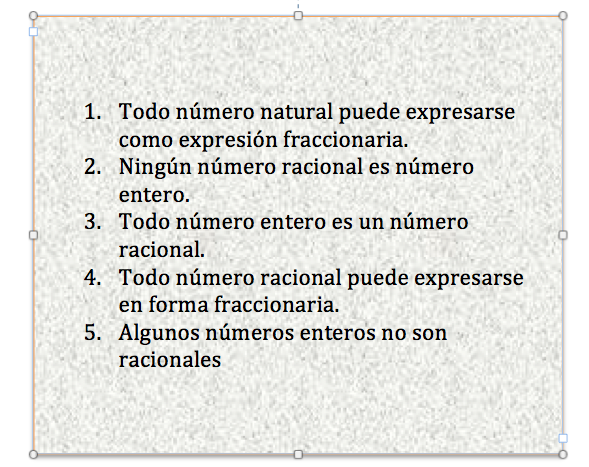 1. Todo número natural puede expresarse
como expresión fraccionaria.
2. Ningún número racional es número
entero.
3. Todo número entero es un número
racional.
4. Todo número racional puede expresarse
en forma fraccionaria.
5. Algunos números enteros no son
racionales